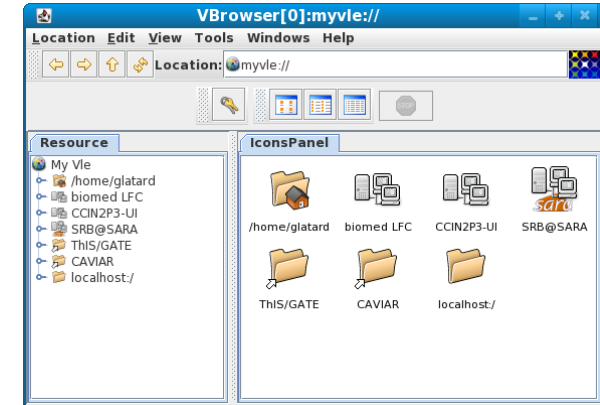 VBrowser[0]:myvle://
Location Edit View Tools Windows Help
Location: myvle://
STOP
Resource
My Vle
/home/glatard
biomed LFC
CCIN2P3-UI
SRB@SARA
ThIS/GATE
CAVIAR
localhost:/
IconsPanel
sara
/home/glatard biomed LFC CCIN2P3-UI SRB@SARA
ThIS/GATE CAVIAR localhost:/